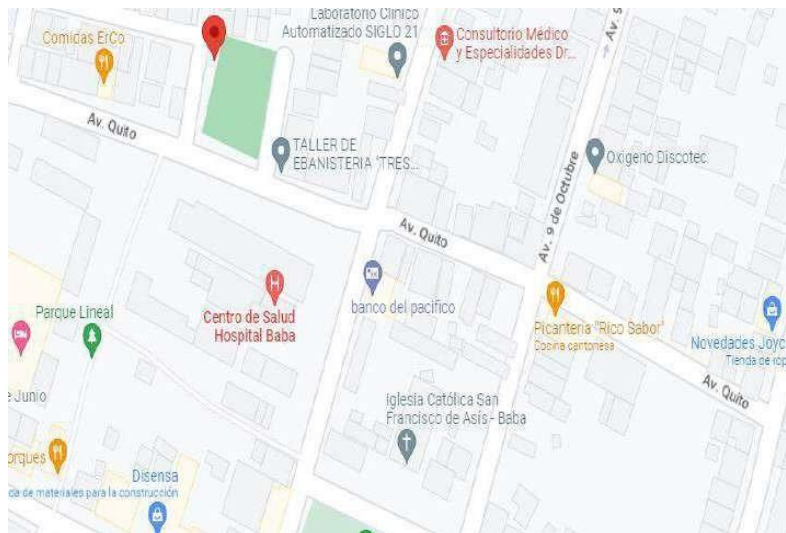 Laboratorio Clínico
Automatizado SIGLO 21
Comidas ErCo
Consultorio Médico
y Especialidades Dr...
Av. 9
Av. Quito
TALLER DE
EBANISTERIA "TRES...
Oxigeno Discotec
Av. 9 de Octubre
Av. Quito
H
Centro de Salud
Hospital Baba
banco del pacifico
Parque Lineal
Picanteria "Rico Sabor"
Cocina cantonesa
Novedades Joyc
Tienda de rop
Av. Quito
e Junio
Iglesia Católica San
Francisco de Asís - Baba
orques
Disensa
da de materiales para la construcción